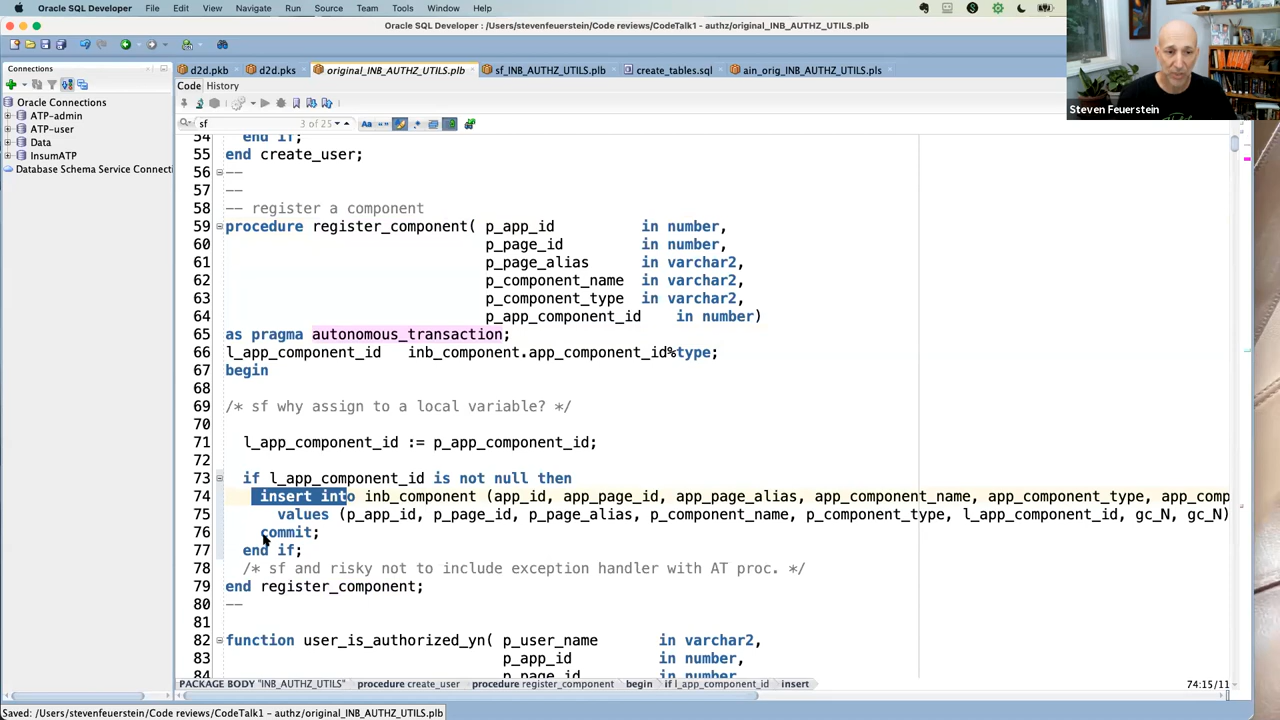 Oracle SQL Developer File Edit View Navigate Run Source Team Tools Window Help
Oracle SQL Developer : /Users/stevenfeuerstein/Code reviews/CodeTalk1 - authz/original_INB_AUTHZ_UTILS.plb
Connections
d2d.pkb d2d.pks original_INB_AUTHZ_UTILS.plb sf_INB_AUTHZ_UTILS.plb create_tables.sql ain_orig_INB_AUTHZ_UTILS.pls
Code History
Oracle Connections
ATP-admin
ATP-user
Data
InsumATP
Database Schema Service Connect
sf 3 of 25 Aa
54 end if;
55 end create_user;
56 --
57 --
58 -- register a component
59 procedure register_component( p_app_id in number,
60 p_page_id in number,
61 p_page_alias in varchar2,
62 p_component_name in varchar2,
63 p_component_type in varchar2,
64 p_app_component_id in number)
65 as pragma autonomous_transaction;
66 l_app_component_id inb_component.app_component_id%type;
67 begin
68
69 /* sf why assign to a local variable? */
70
71 l_app_component_id := p_app_component_id;
72
73 if l_app_component_id is not null then
74 insert into inb_component (app_id, app_page_id, app_page_alias, app_component_name, app_component_type, app_comp
75 values (p_app_id, p_page_id, p_page_alias, p_component_name, p_component_type, l_app_component_id, gc_N, gc_N)
76 commit;
77 end if;
78 /* sf and risky not to include exception handler with AT proc. */
79 end register_component;
80 --
81
82 function user_is_authorized_yn( p_user_name in varchar2,
83 p_app_id in number,
84 p_page_id in number,
PACKAGE BODY "INB_AUTHZ_UTILS" procedure create_user procedure register_component begin if l_app_component_id insert
74:15/11
Saved: /Users/stevenfeuerstein/Code reviews/CodeTalk1 - authz/original_INB_AUTHZ_UTILS.plb
Steven Feuerstein